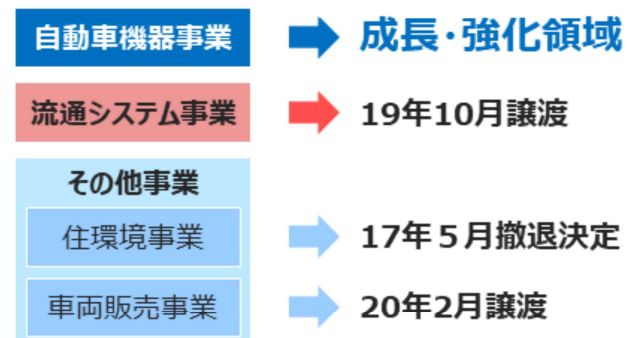 自動車機器事業
成長・強化領域
流通システム事業
19年10月譲渡
その他事業
住環境事業
17年５月撤退決定
車両販売事業
20年2月譲渡